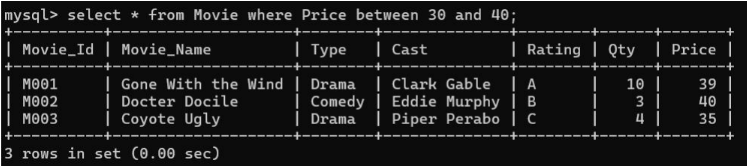 mysql> select * from Movie where Price between 30 and 40;
+----------+--------------------+--------+--------------+--------+------+-------+
| Movie_Id | Movie_Name         | Type   | Cast         | Rating | Qty  | Price |
+----------+--------------------+--------+--------------+--------+------+-------+
| M001     | Gone With the Wind | Drama  | Clark Gable  | A      |   10 |    39 |
| M002     | Docter Docile      | Comedy | Eddie Murphy | B      |    3 |    40 |
| M003     | Coyote Ugly        | Drama  | Piper Perabo | C      |    4 |    35 |
+----------+--------------------+--------+--------------+--------+------+-------+
3 rows in set (0.00 sec)